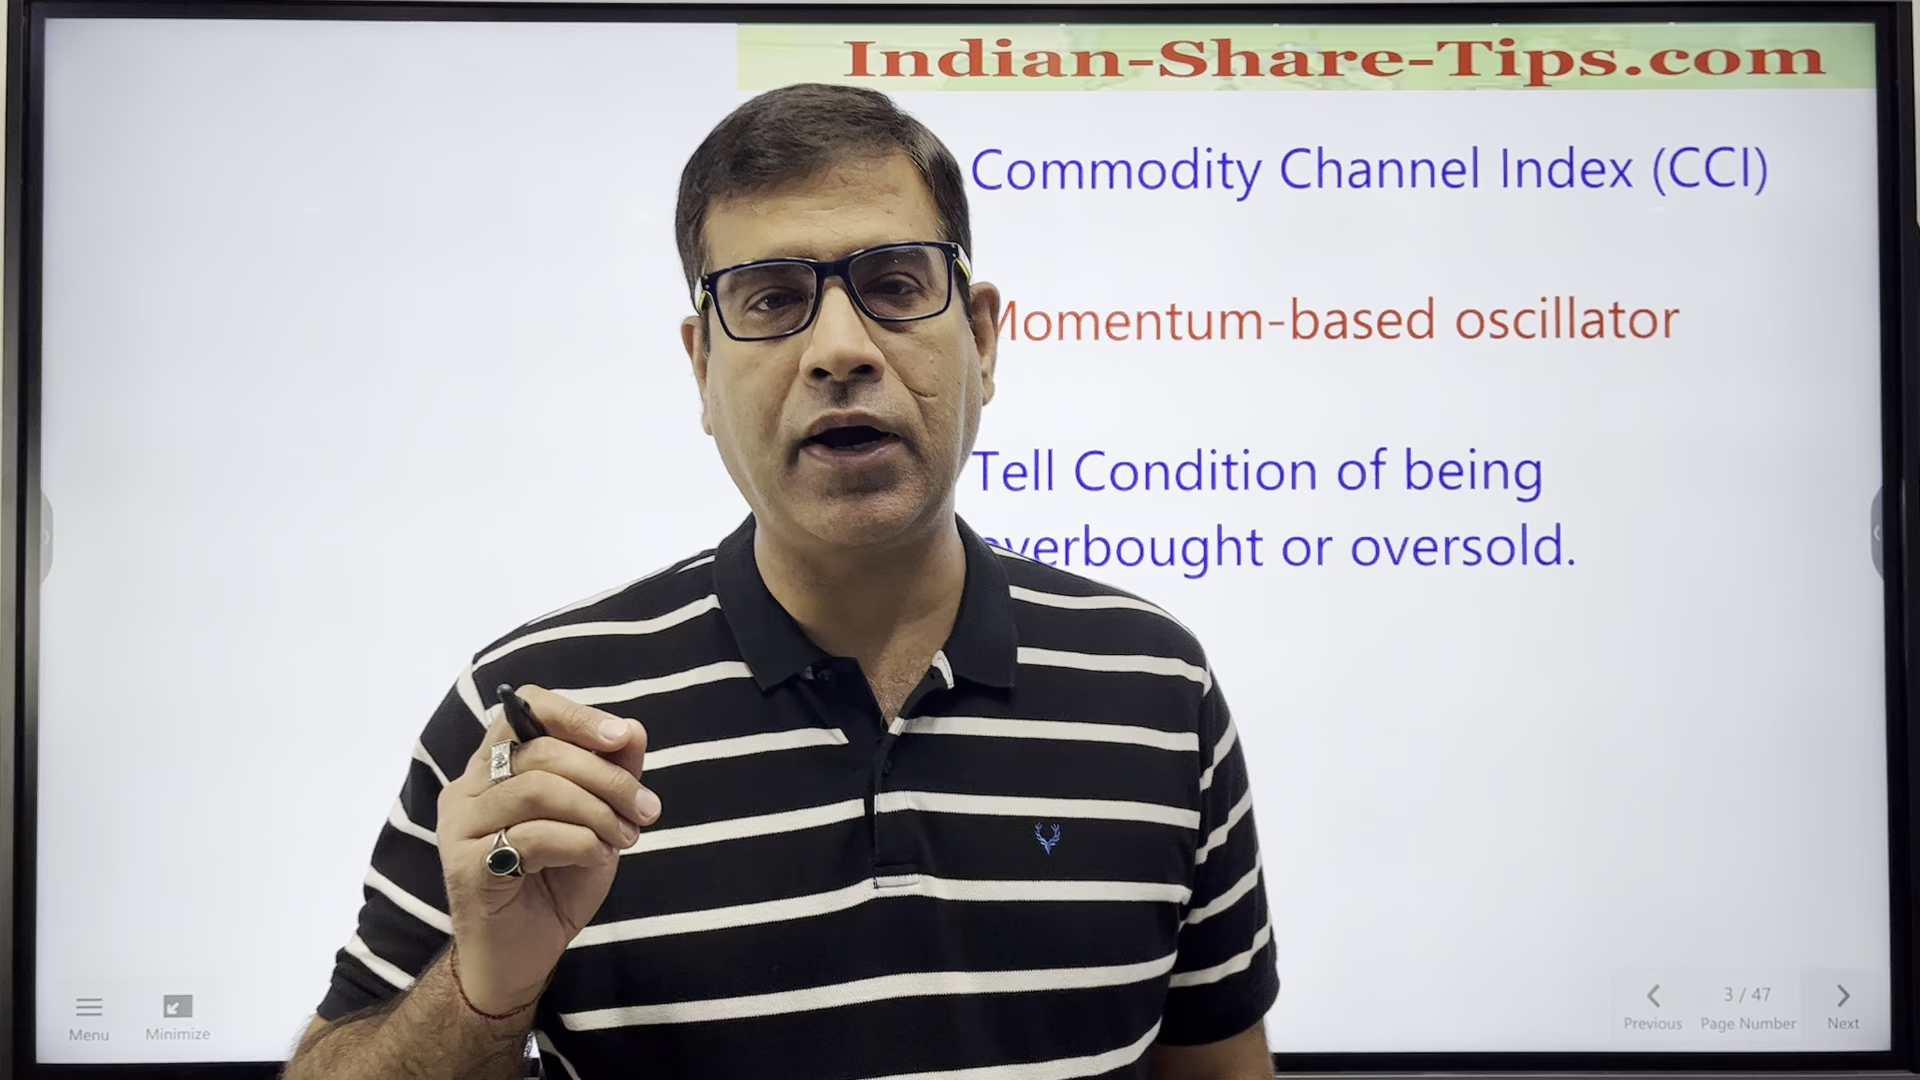 Indian-Share-Tips.com
Commodity Channel Index (CCI)
Momentum-based oscillator
Tell Condition of being
overbought or oversold.
Menu
Minimize
Previous
3 / 47
Page Number
Next